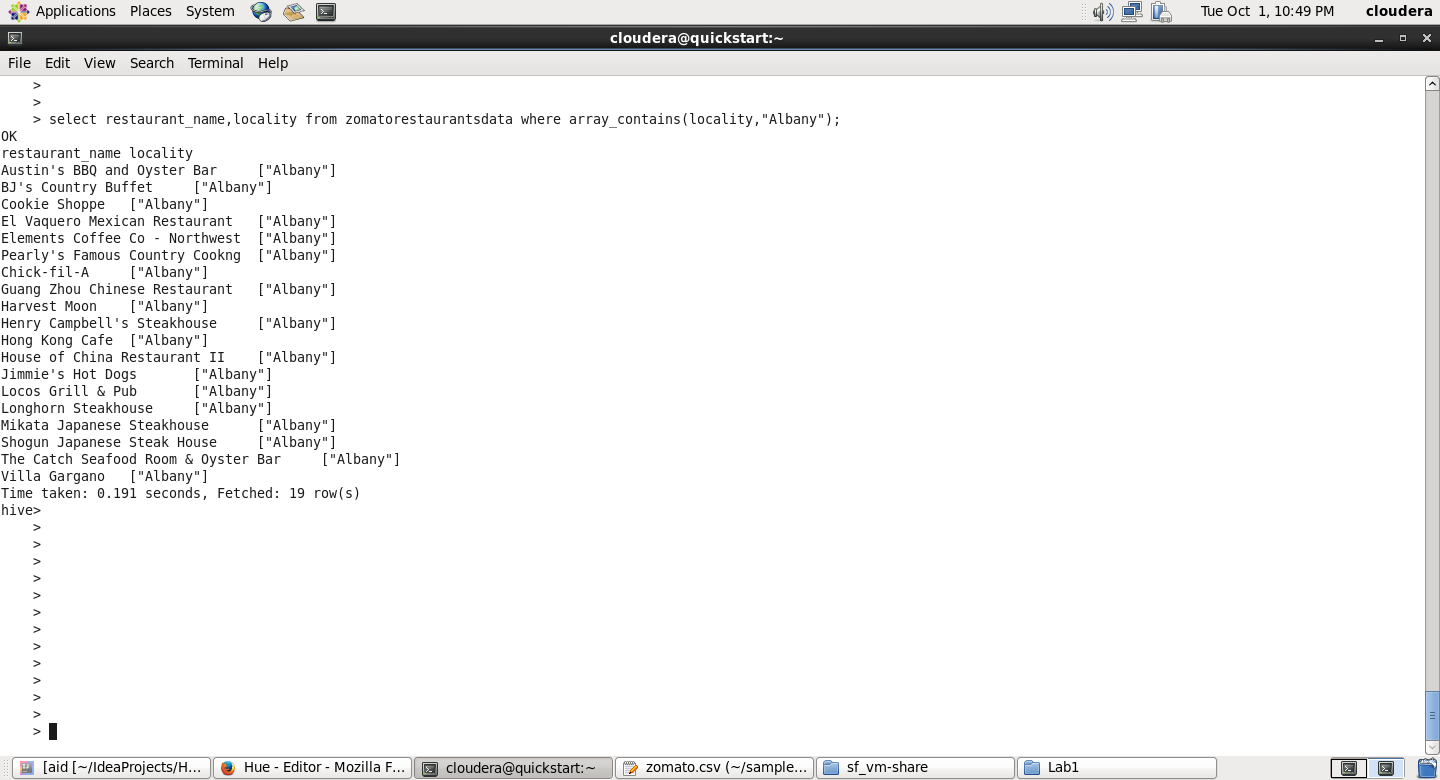 Applications Places System Tue Oct 1, 10:49 PM cloudera
cloudera@quickstart:~
File Edit View Search Terminal Help
>
>
> select restaurant_name,locality from zomatorestaurantsdata where array_contains(locality,"Albany");
OK
restaurant_name locality
Austin's BBQ and Oyster Bar ["Albany"]
BJ's Country Buffet ["Albany"]
Cookie Shoppe ["Albany"]
El Vaquero Mexican Restaurant ["Albany"]
Elements Coffee Co - Northwest ["Albany"]
Pearly's Famous Country Cookng ["Albany"]
Chick-fil-A ["Albany"]
Guang Zhou Chinese Restaurant ["Albany"]
Harvest Moon ["Albany"]
Henry Campbell's Steakhouse ["Albany"]
Hong Kong Cafe ["Albany"]
House of China Restaurant II ["Albany"]
Jimmie's Hot Dogs ["Albany"]
Locos Grill & Pub ["Albany"]
Longhorn Steakhouse ["Albany"]
Mikata Japanese Steakhouse ["Albany"]
Shogun Japanese Steak House ["Albany"]
The Catch Seafood Room & Oyster Bar ["Albany"]
Villa Gargano ["Albany"]
Time taken: 0.191 seconds, Fetched: 19 row(s)
hive>
>
>
>
>
>
>
>
>
>
>
>
>
>
[aid [~/IdeaProjects/H... Hue - Editor - Mozilla F... cloudera@quickstart:~ zomato.csv (~/sample... sf_vm-share Lab1